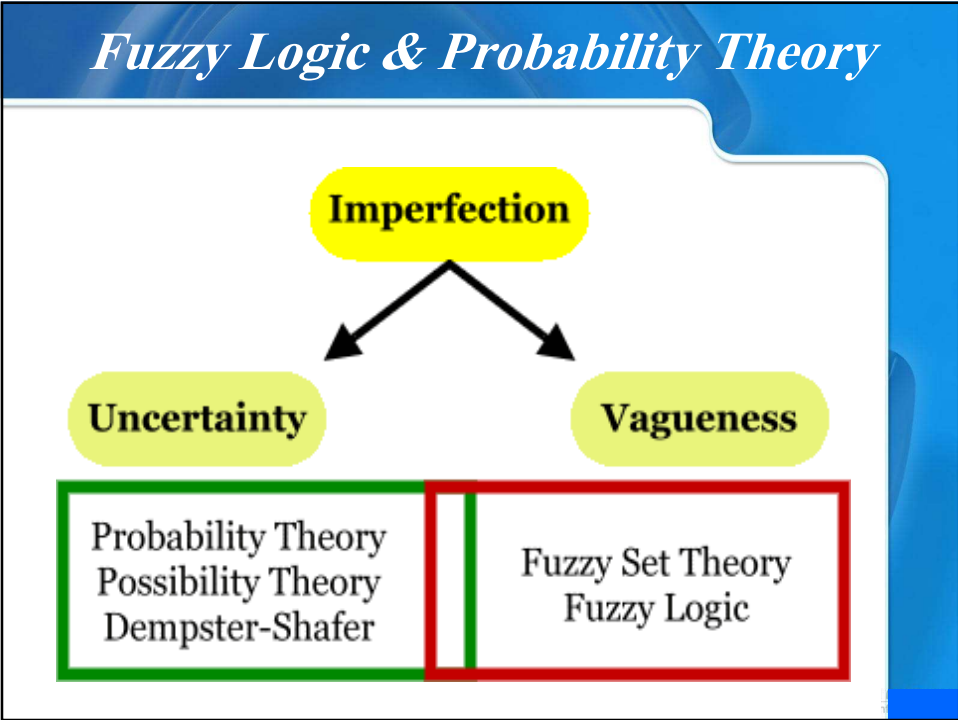 Fuzzy Logic & Probability Theory
Imperfection
Uncertainty
Vagueness
Probability Theory
Possibility Theory
Dempster-Shafer
Fuzzy Set Theory
Fuzzy Logic